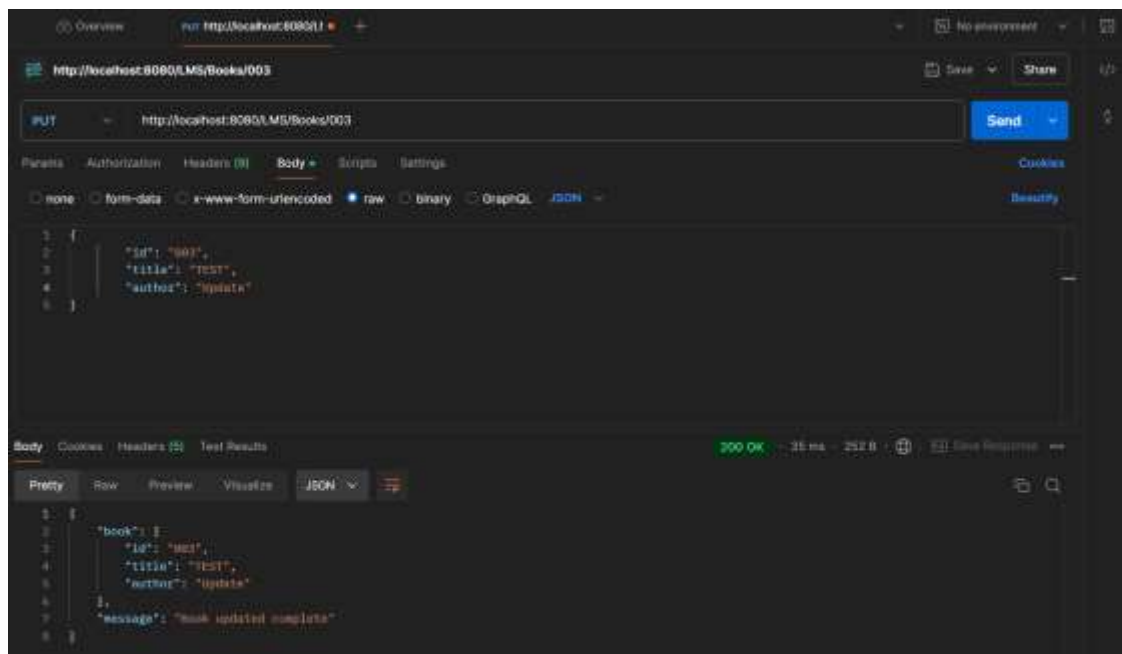 Overview
PUT http://localhost:8080/LI
No environment
http://localhost:8080/LMS/Books/003
Save
Share
PUT
http://localhost:8080/LMS/Books/003
Send
Params Authorization Headers (9) Body Scripts Settings
Cookies
none form-data x-www-form-urlencoded raw binary GraphQL JSON
Beautify
1 {
2 "id": "003",
3 "title": "TEST",
4 "author": "Update"
5 }
Body Cookies Headers (5) Test Results
200 OK 35 ms 252 B Save Response
Pretty Raw Preview Visualize JSON
1 {
2 "book": {
3 "id": "003",
4 "title": "TEST",
5 "author": "Update"
6 },
7 "message": "Book updated complete"
8 }